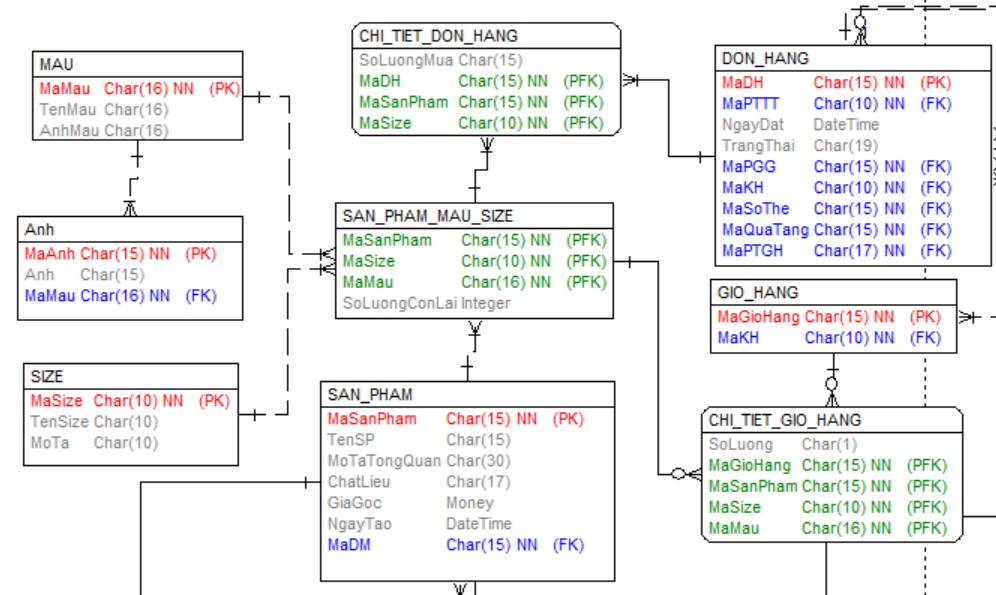 MAU
MaMau Char(16) NN (PK)
TenMau Char(16)
AnhMau Char(16)
Anh
MaAnh Char(15) NN (PK)
Anh Char(15)
MaMau Char(16) NN (FK)
SIZE
MaSize Char(10) NN (PK)
TenSize Char(10)
MoTa Char(10)
CHI_TIET_DON_HANG
SoLuongMua Char(15)
MaDH Char(15) NN (PFK)
MaSanPham Char(15) NN (PFK)
MaSize Char(10) NN (PFK)
SAN_PHAM_MAU_SIZE
MaSanPham Char(15) NN (PFK)
MaSize Char(10) NN (PFK)
MaMau Char(16) NN (PFK)
SoLuongConLai Integer
SAN_PHAM
MaSanPham Char(15) NN (PK)
TenSP Char(15)
MoTaTongQuan Char(30)
ChatLieu Char(17)
GiaGoc Money
NgayTao DateTime
MaDM Char(15) NN (FK)
DON_HANG
MaDH Char(15) NN (PK)
MaPTTT Char(10) NN (FK)
NgayDat DateTime
TrangThai Char(19)
MaPGG Char(15) NN (FK)
MaKH Char(10) NN (FK)
MaSoThe Char(15) NN (FK)
MaQuaTang Char(15) NN (FK)
MaPTGH Char(17) NN (FK)
GIO_HANG
MaGioHang Char(15) NN (PK)
MaKH Char(10) NN (FK)
CHI_TIET_GIO_HANG
SoLuong Char(1)
MaGioHang Char(15) NN (PFK)
MaSanPham Char(15) NN (PFK)
MaSize Char(10) NN (PFK)
MaMau Char(16) NN (PFK)